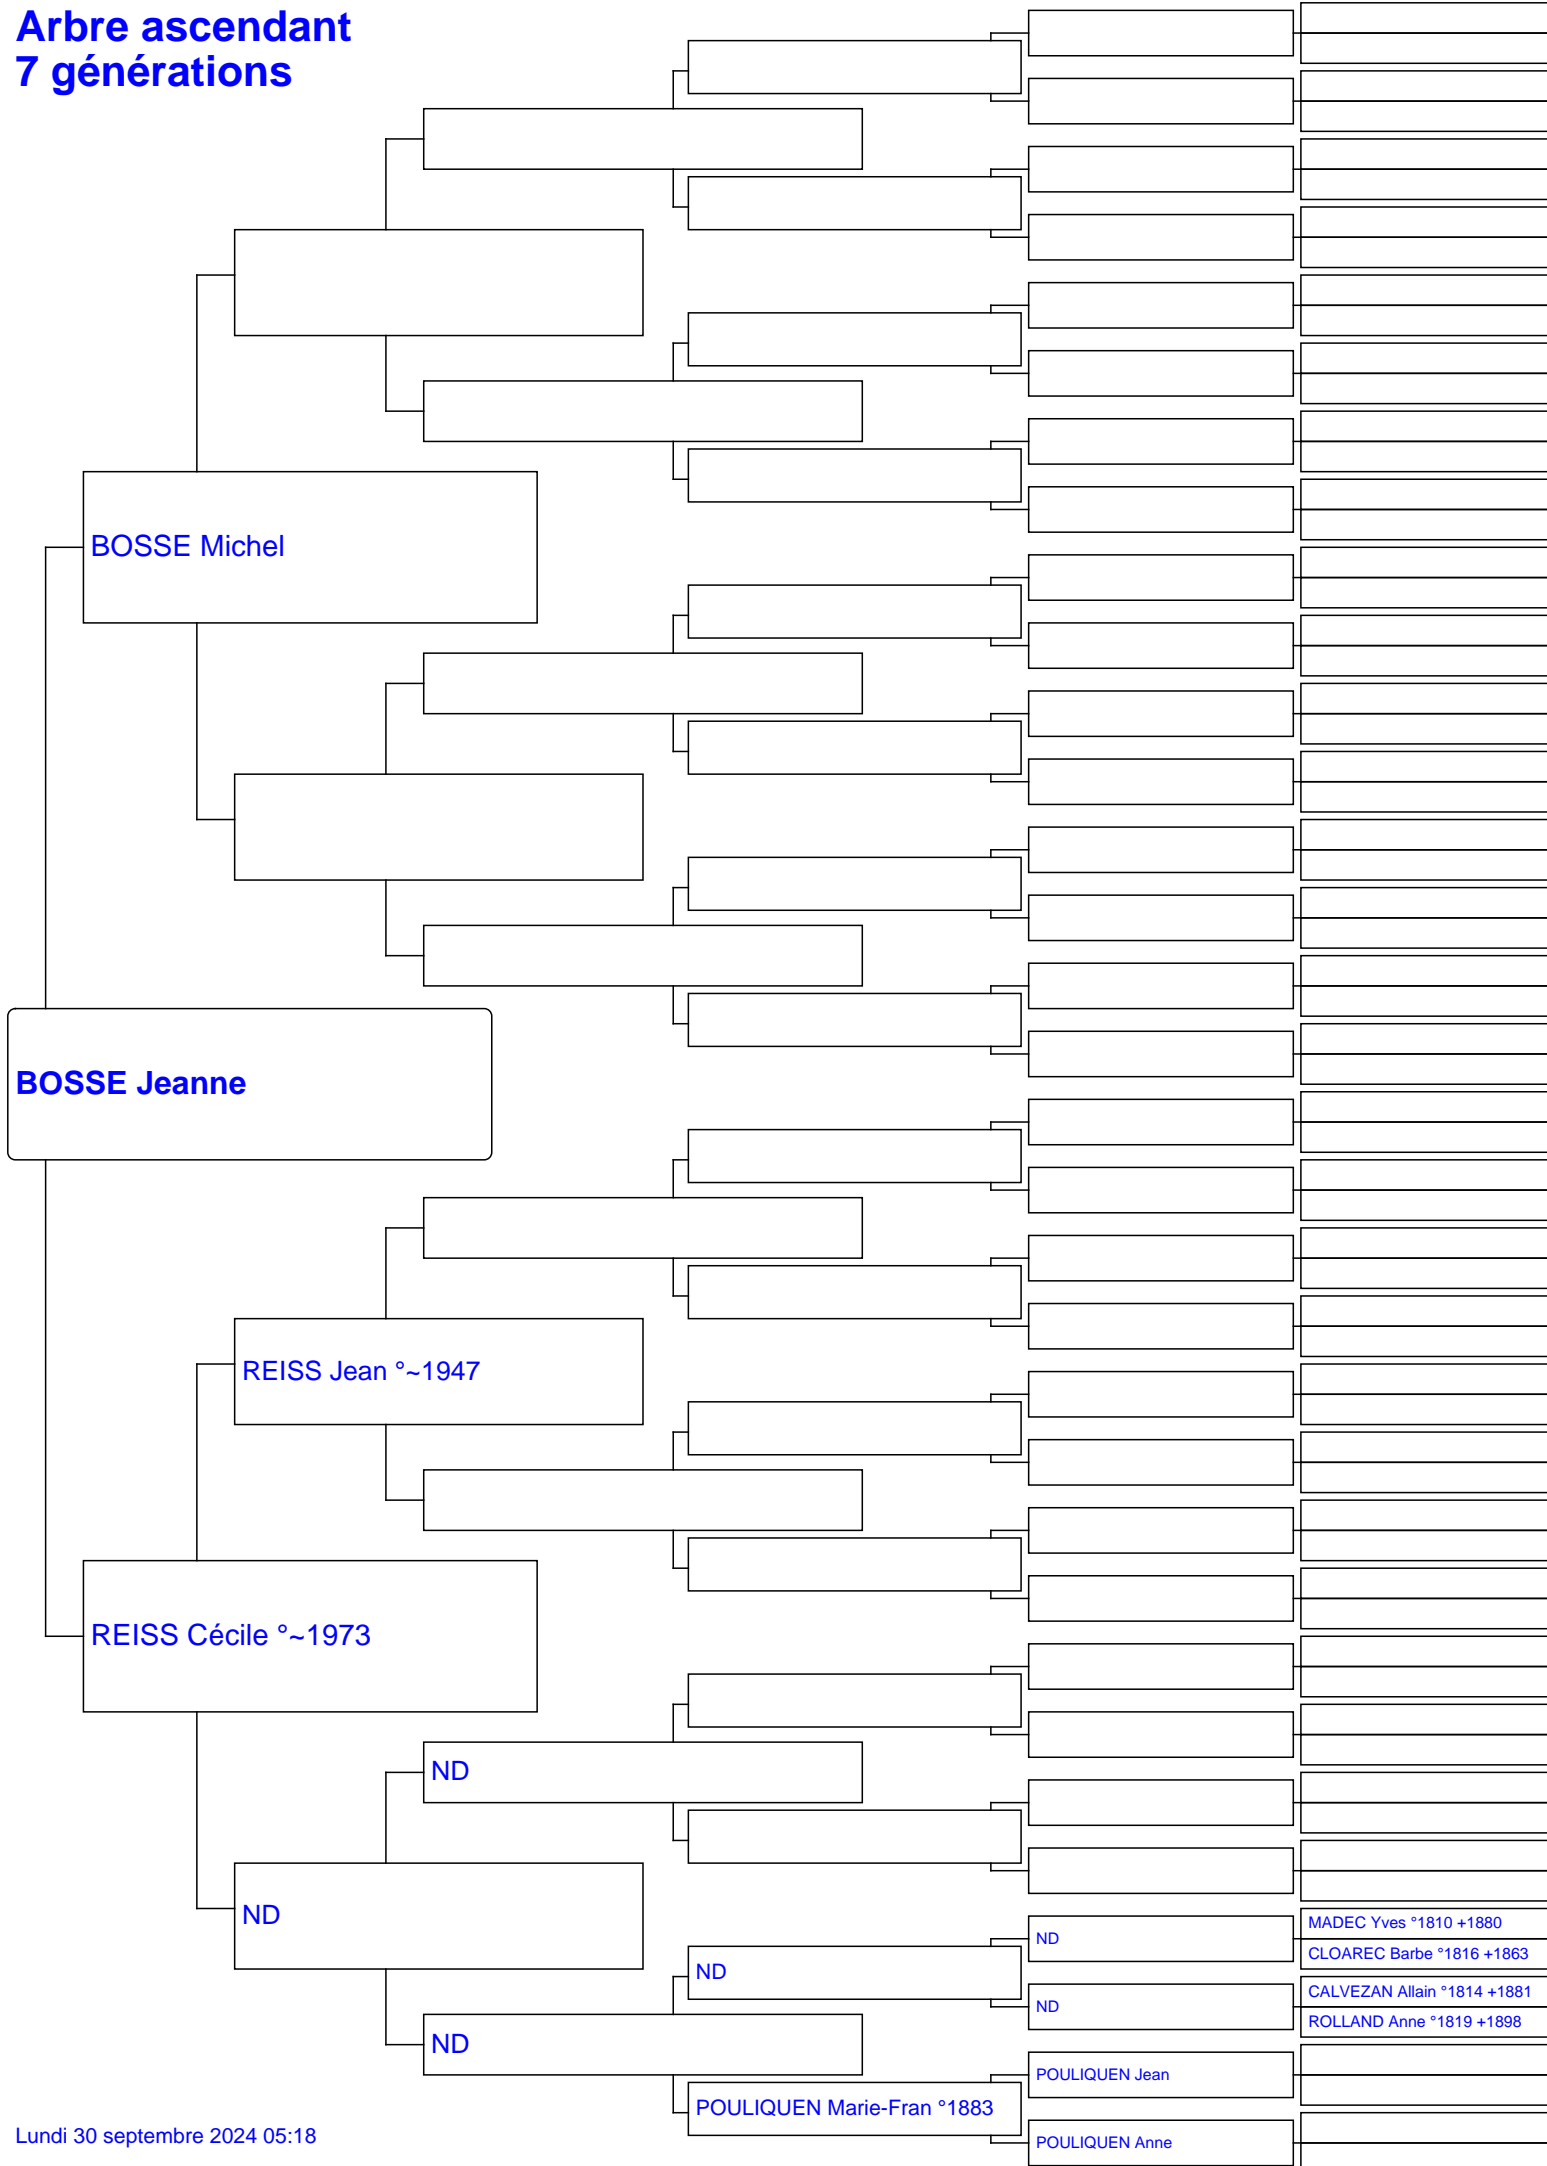 Arbre ascendant
7 générations
BOSSE Michel
BOSSE Jeanne
REISS Jean °~1947
REISS Cécile °~1973
ND
ND
ND
ND
ND
ND
MADEC Yves °1810 +1880
CLOAREC Barbe °1816 +1863
CALVEZAN Allain °1814 +1881
ROLLAND Anne °1819 +1898
POULIQUEN Jean
POULIQUEN Marie-Fran °1883
POULIQUEN Anne
Lundi 30 septembre 2024 05:18